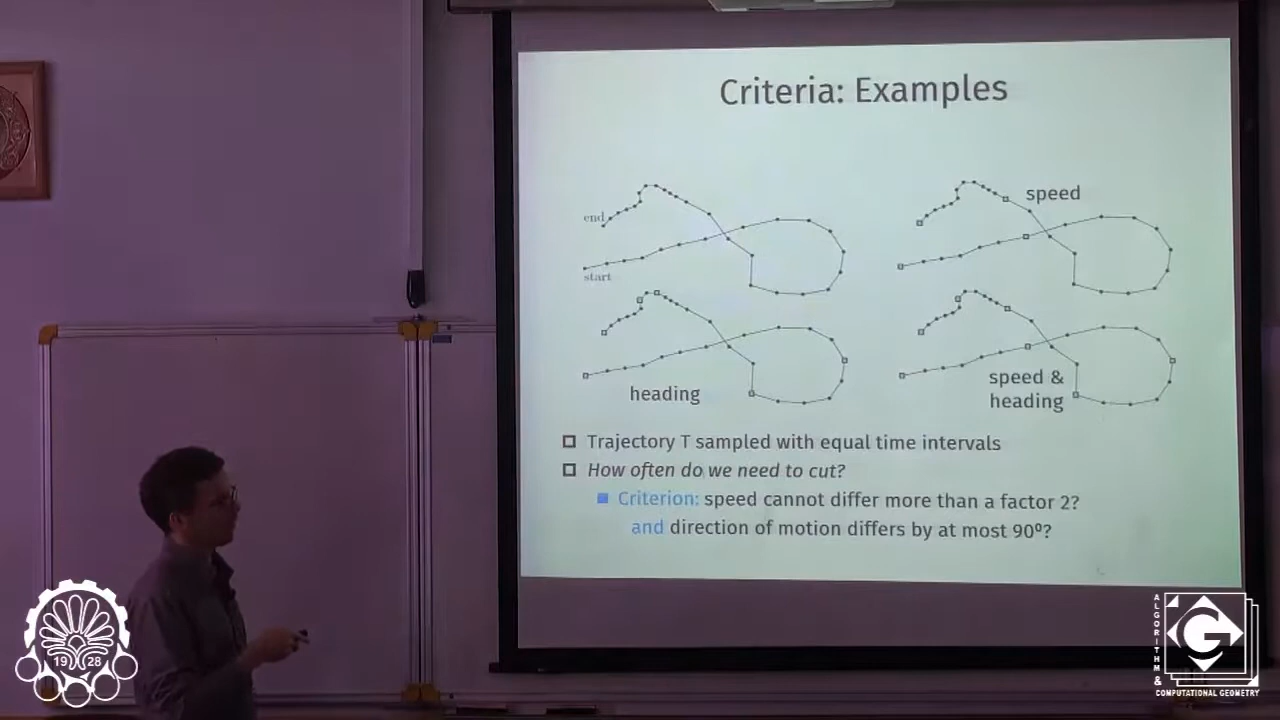 Criteria: Examples
end
start
speed
heading
speed &
heading
Trajectory T sampled with equal time intervals
How often do we need to cut?
Criterion: speed cannot differ more than a factor 2?
and direction of motion differs by at most 90º?
19 28
ALGORITHM &
G
COMPUTATIONAL GEOMETRY